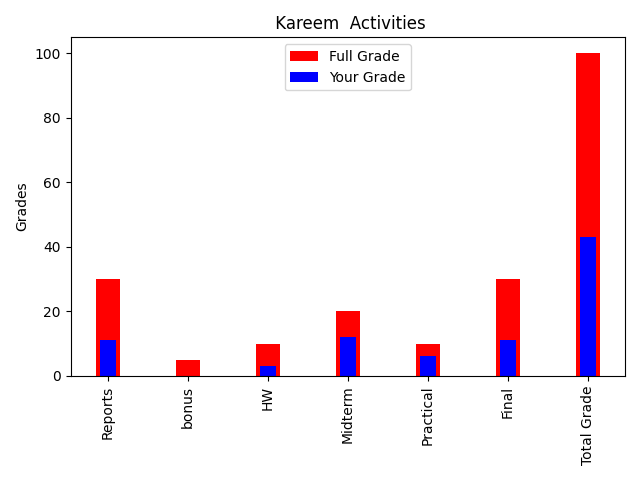 Kareem  Activities
Full Grade
Your Grade
Grades
100
80
60
40
20
0
Reports
bonus
HW
Midterm
Practical
Final
Total Grade